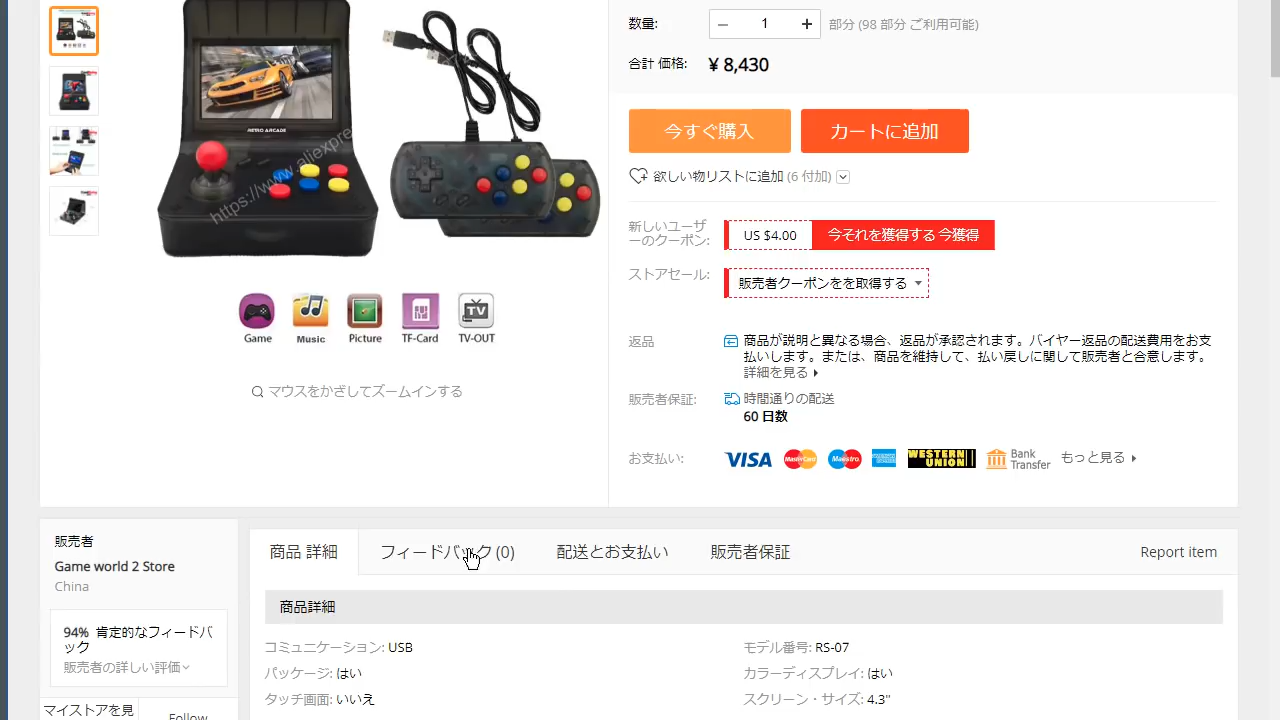 数量:
1
部分 (98 部分 ご利用可能)
合計 価格:
¥ 8,430
今すぐ購入
カートに追加
欲しい物リストに追加 (6 付加)
新しいユーザ
ーのクーポン:
US $4.00
今それを獲得する 今獲得
ストアセール:
販売者クーポンをを取得する
RETRO ARCADE
https://www.aliexpre
Game
Music
Picture
TF-Card
TV-OUT
TV
マウスをかざしてズームインする
返品
商品が説明と異なる場合、返品が承認されます。バイヤー返品の配送費用をお支
払いします。または、商品を維持して、払い戻しに関して販売者と合意します。
詳細を見る
販売者保証:
時間通りの配送
60 日数
お支払い:
VISA
MasterCard
Maestro
WESTERN
UNION
Bank
Transfer
もっと見る
販売者
Game world 2 Store
China
94% 肯定的なフィードバ
ック
販売者の詳しい評価
マイストアを見
Follow
商品 詳細
フィードバック (0)
配送とお支払い
販売者保証
Report item
商品詳細
コミュニケーション: USB
モデル番号: RS-07
パッケージ: はい
カラーディスプレイ: はい
タッチ画面: いいえ
スクリーン・サイズ: 4.3"